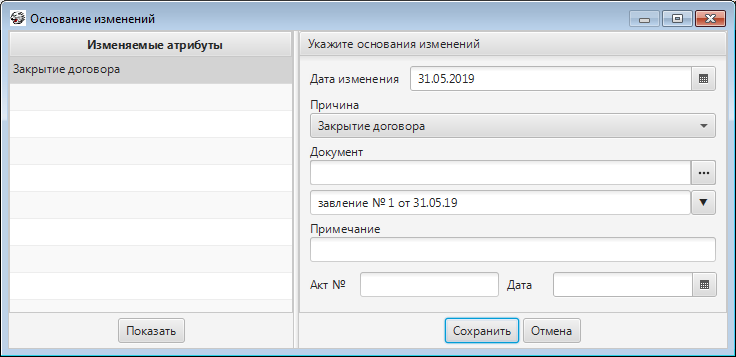 Основание изменений
Изменяемые атрибуты
Закрытие договора
Показать
Укажите основания изменений
Дата изменения 31.05.2019
Причина
Закрытие договора
Документ
...
завление № 1 от 31.05.19
Примечание
Акт № Дата
Сохранить Отмена